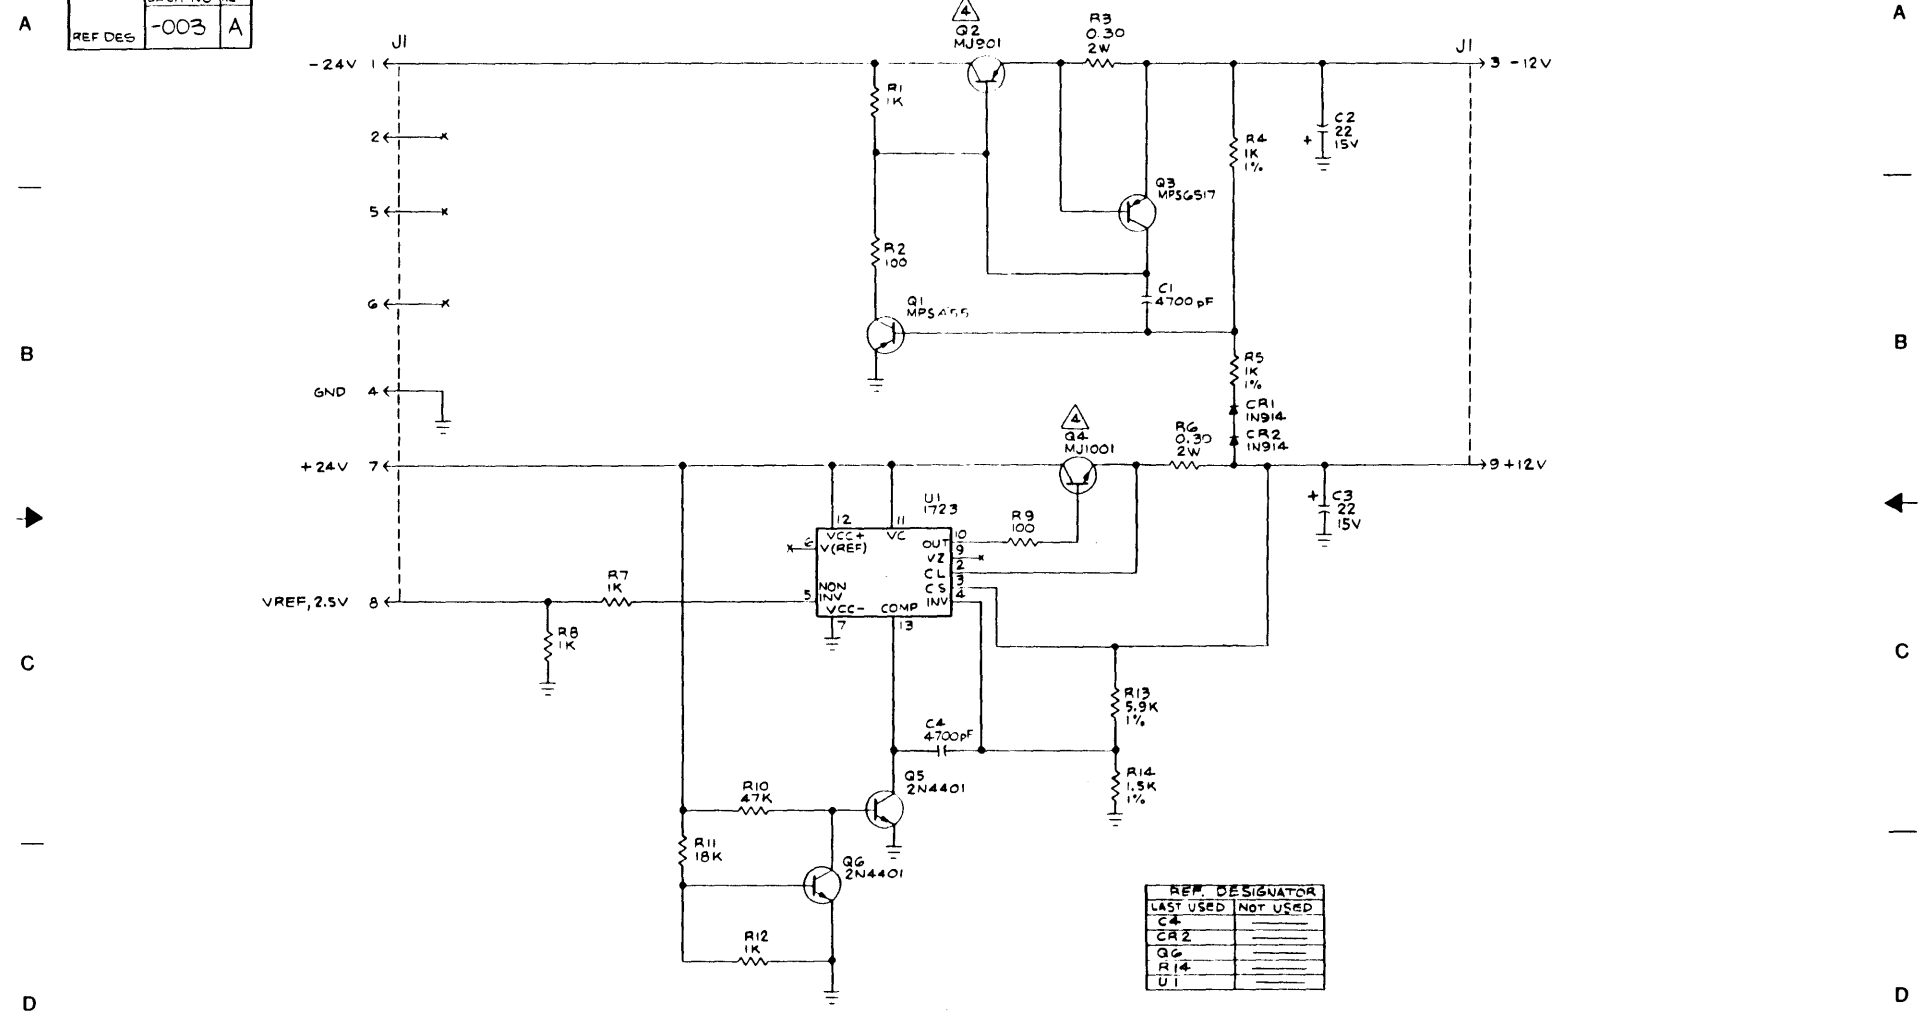 A
A
REF DES
-003
A
J1
-24V 1
4
Q2
MJ901
R3
0.30
2W
J1
3 -12V
R1
1K
2
C2
22
15V
+
R4
1K
1%
5
Q3
MPS6517
R2
100
6
C1
4700 pF
Q1
B
B
R5
1K
1%
GND 4
CR1
1N914
CR2
1N914
4
Q4
MJ1001
R6
0.30
2W
+24V 7
9 +12V
+
C3
22
15V
U1
1723
12
11
VCC+
VC
6
V(REF)
OUT
10
R9
100
VZ
9
CL
2
CS
3
INV
4
NON
INV
5
VCC-
COMP
7
13
R7
1K
VREF, 2.5V 8
R8
1K
C
C
R13
5.9K
1%
C4
4700pF
R14
1.5K
1%
Q5
2N4401
R10
47K
R11
18K
Q6
2N4401
R12
1K
REF. DESIGNATOR
LAST USED NOT USED
C4
CR2
Q6
R14
U1
D
D